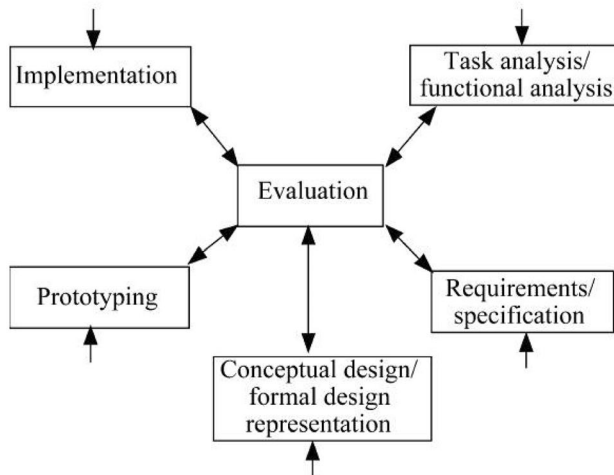 Implementation
Task analysis/
functional analysis
Evaluation
Prototyping
Requirements/
specification
Conceptual design/
formal design
representation